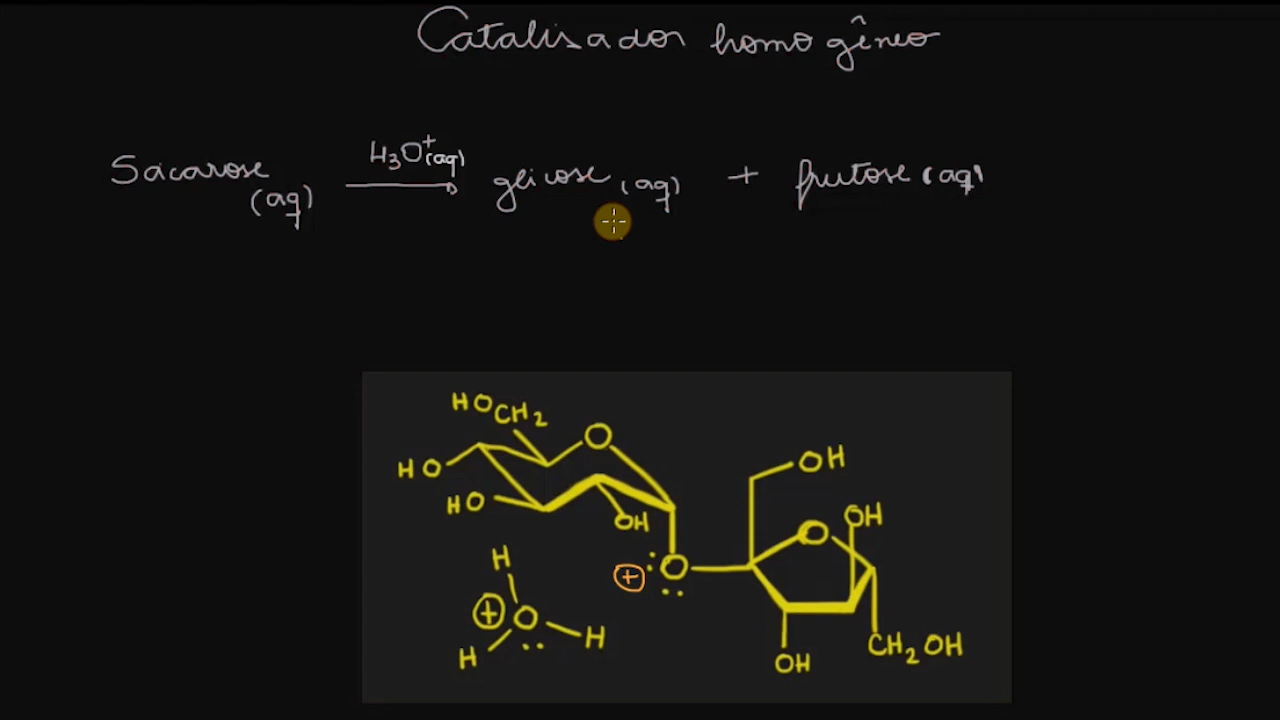 Catalisador homogêneo
Sacarose (aq) H₃O⁺(aq) → glicose (aq) + frutose (aq)
HOCH₂
HO
O
OH
HO
OH
OH
O
H
⊕
:O:
⊕
O
H
H
OH
CH₂OH